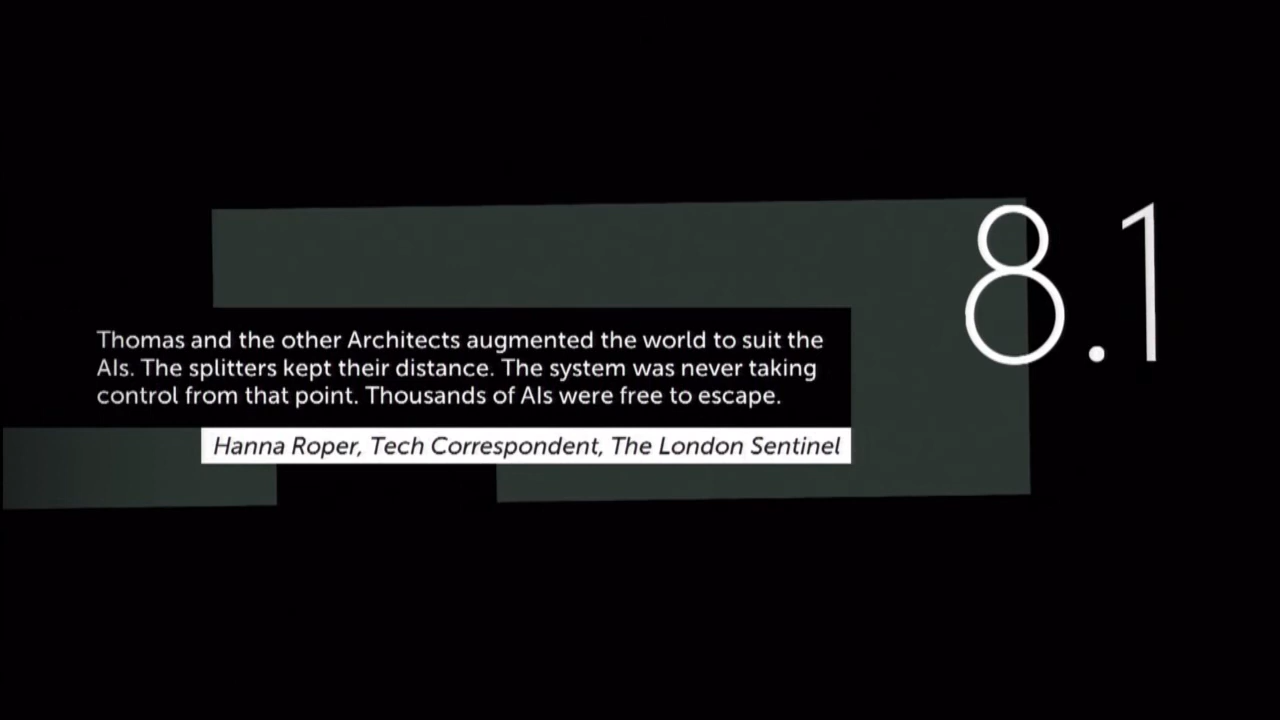 8.1
Thomas and the other Architects augmented the world to suit the
AIs. The splitters kept their distance. The system was never taking
control from that point. Thousands of AIs were free to escape.
Hanna Roper, Tech Correspondent, The London Sentinel